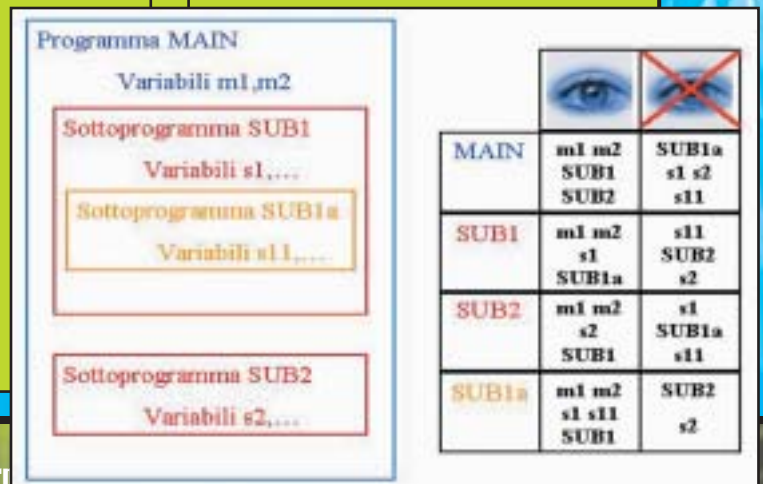 Programma MAIN
Variabili m1,m2
Sottoprogramma SUB1
Variabili s1,...
Sottoprogramma SUB1a
Variabili s11,...
Sottoprogramma SUB2
Variabili s2,...
MAIN
m1 m2
SUB1
SUB2
SUB1a
s1 s2
s11
SUB1
m1 m2
s1
SUB1a
s11
SUB2
s2
SUB2
m1 m2
s2
SUB1
s1
SUB1a
s11
SUB1a
m1 m2
s1 s11
SUB1
SUB2
s2